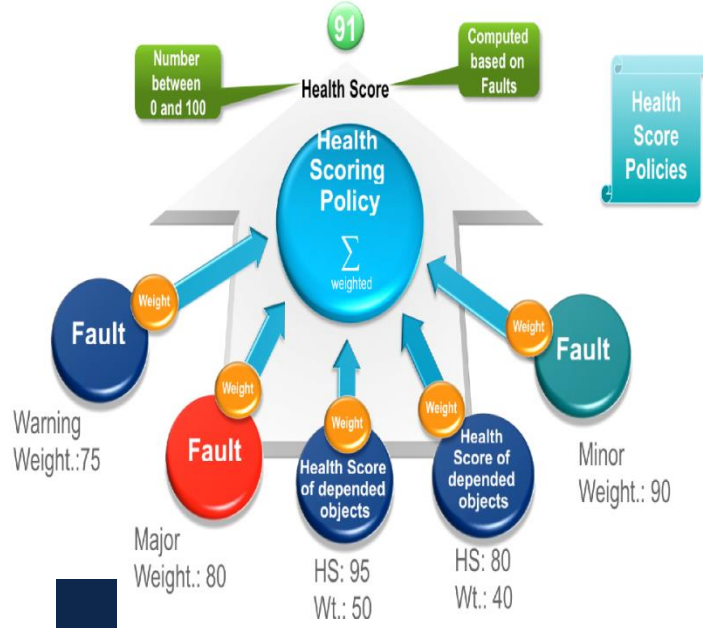 91
Number
between
0 and 100
Health Score
Computed
based on
Faults
Health
Score
Policies
Health
Scoring
Policy
Σ
weighted
Weight
Fault
Warning
Weight.:75
Weight
Fault
Major
Weight.: 80
Weight
Health Score
of depended
objects
HS: 95
Wt.: 50
Weight
Health
Score of
depended
objects
HS: 80
Wt.: 40
Weight
Fault
Minor
Weight.: 90